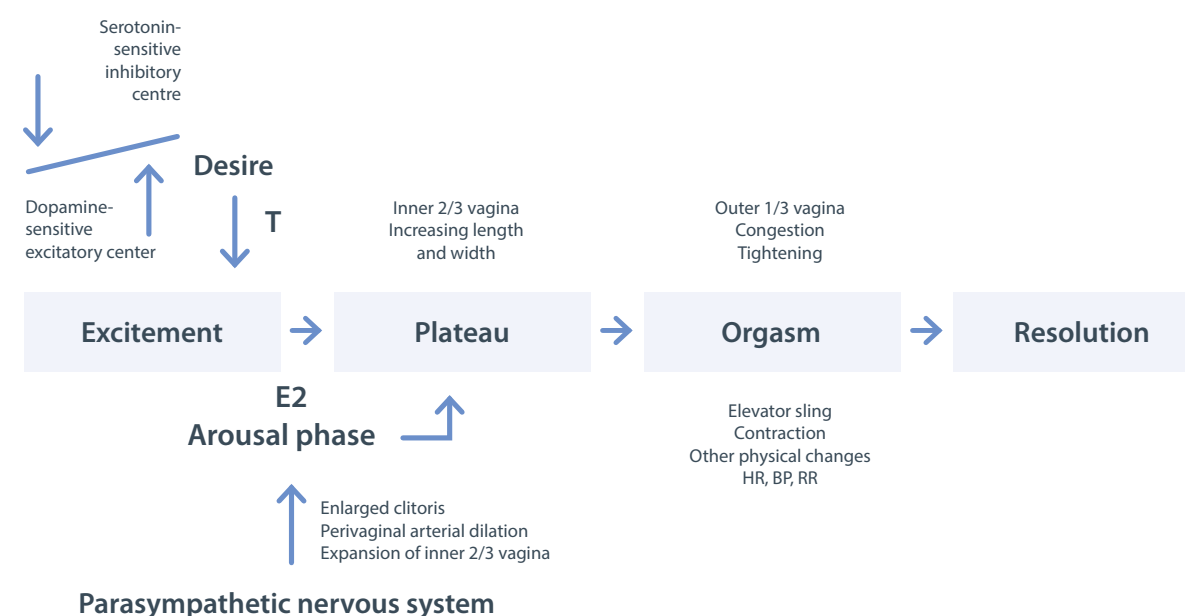 Serotonin-
sensitive
inhibitory
centre
Desire
Dopamine-
sensitive
excitatory center
T
Inner 2/3 vagina
Increasing length
and width
Outer 1/3 vagina
Congestion
Tightening
Excitement
Plateau
Orgasm
Resolution
E2
Arousal phase
Elevator sling
Contraction
Other physical changes
HR, BP, RR
Enlarged clitoris
Perivaginal arterial dilation
Expansion of inner 2/3 vagina
Parasympathetic nervous system